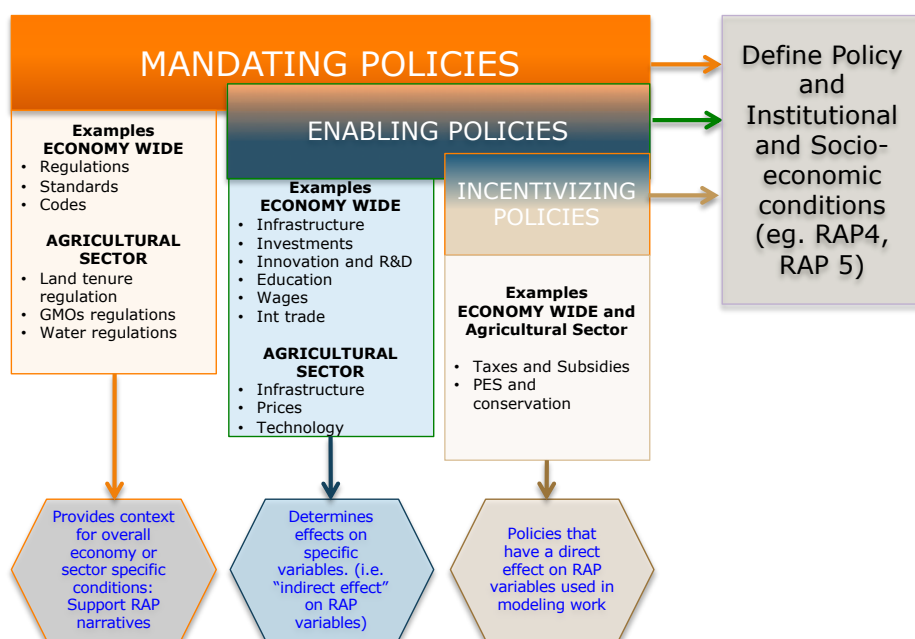 MANDATING POLICIES
Examples
ECONOMY WIDE
• Regulations
• Standards
• Codes
AGRICULTURAL
SECTOR
• Land tenure
regulation
• GMOs regulations
• Water regulations
ENABLING POLICIES
Examples
ECONOMY WIDE
• Infrastructure
• Investments
• Innovation and R&D
• Education
• Wages
• Int trade
AGRICULTURAL
SECTOR
• Infrastructure
• Prices
• Technology
INCENTIVIZING
POLICIES
Examples
ECONOMY WIDE and
Agricultural Sector
• Taxes and Subsidies
• PES and
conservation
Define Policy
and
Institutional
and Socio-
economic
conditions
(eg. RAP4,
RAP 5)
Provides context
for overall
economy or
sector specific
conditions:
Support RAP
narratives
Determines
effects on
specific
variables. (i.e.
“indirect effect”
on RAP
variables)
Policies that
have a direct
effect on RAP
variables used in
modeling work